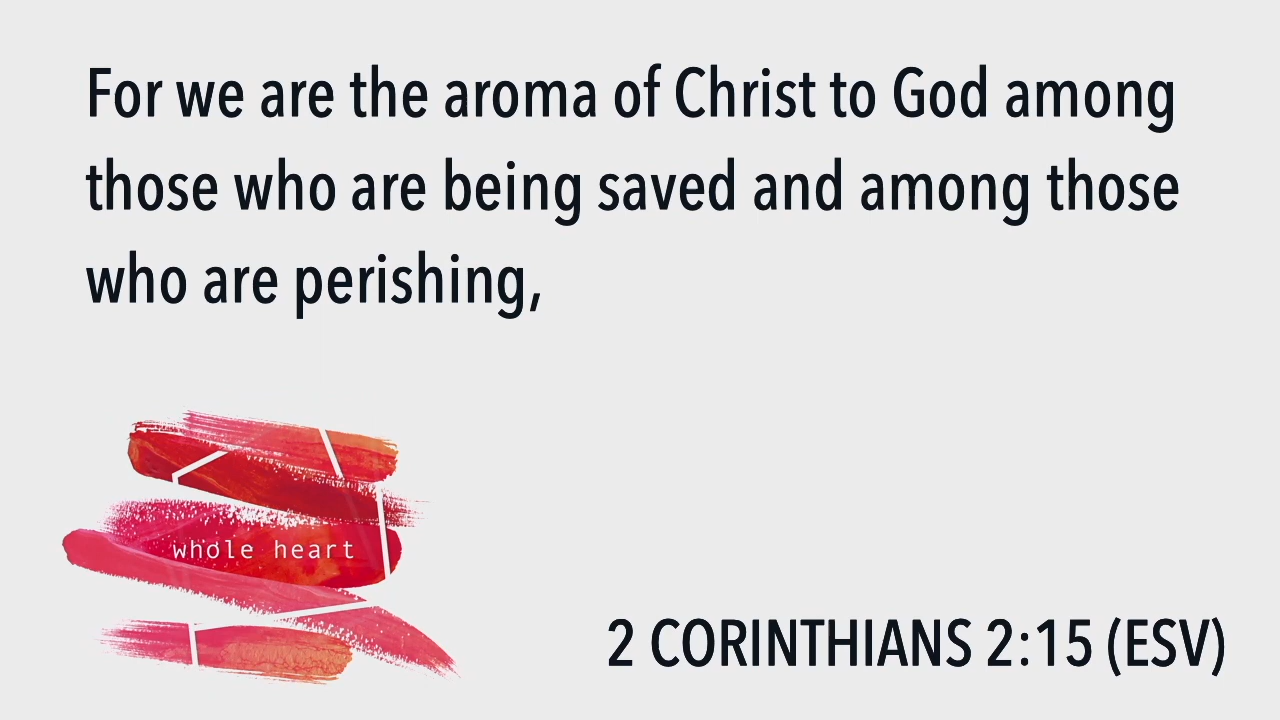 For we are the aroma of Christ to God among
those who are being saved and among those
who are perishing,
whole heart
2 CORINTHIANS 2:15 (ESV)